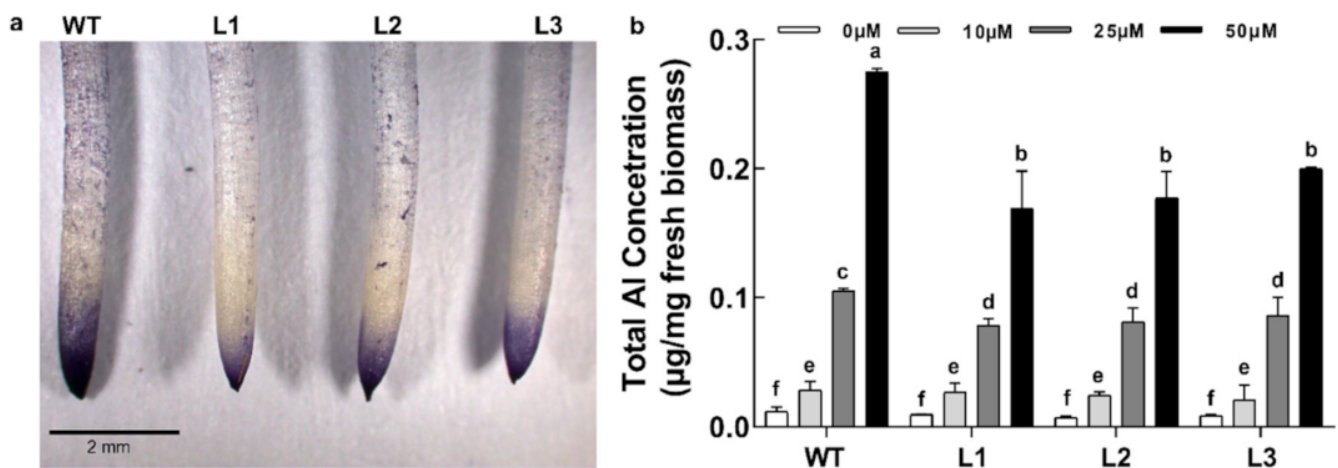 a WT L1 L2 L3
2 mm
b 0µM 10µM 25µM 50µM
Total Al Concetration
(µg/mg fresh biomass)
0.3
0.2
0.1
0.0
f e c a
f e d b
f e d b
f e d b
WT L1 L2 L3